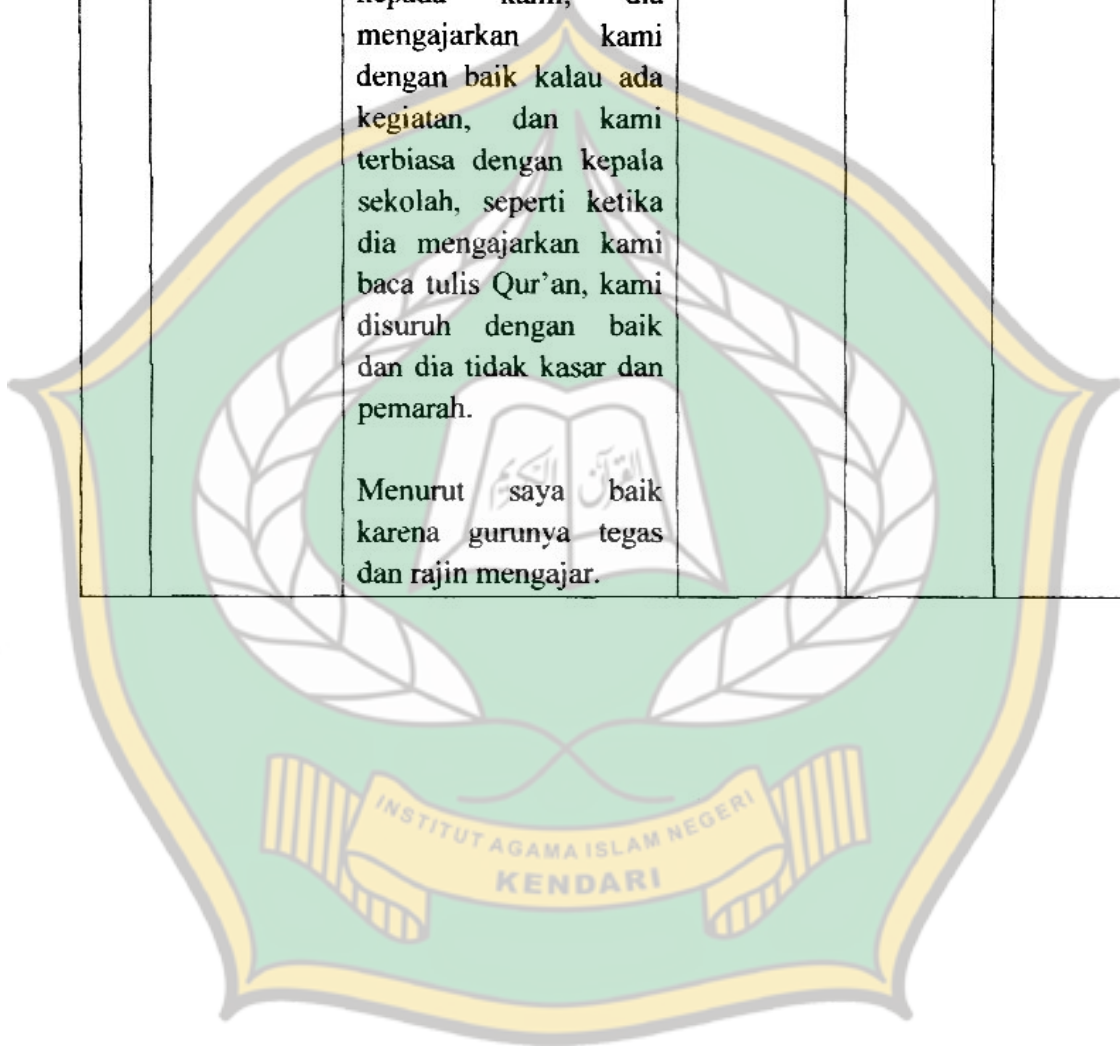 mengajarkan kami
dengan baik kalau ada
kegiatan, dan kami
terbiasa dengan kepala
sekolah, seperti ketika
dia mengajarkan kami
baca tulis Qur'an, kami
disuruh dengan baik
dan dia tidak kasar dan
pemarah.
القرآن الكريم
Menurut saya baik
karena gurunya tegas
dan rajin mengajar.
INSTITUT AGAMA ISLAM NEGERI
KENDARI